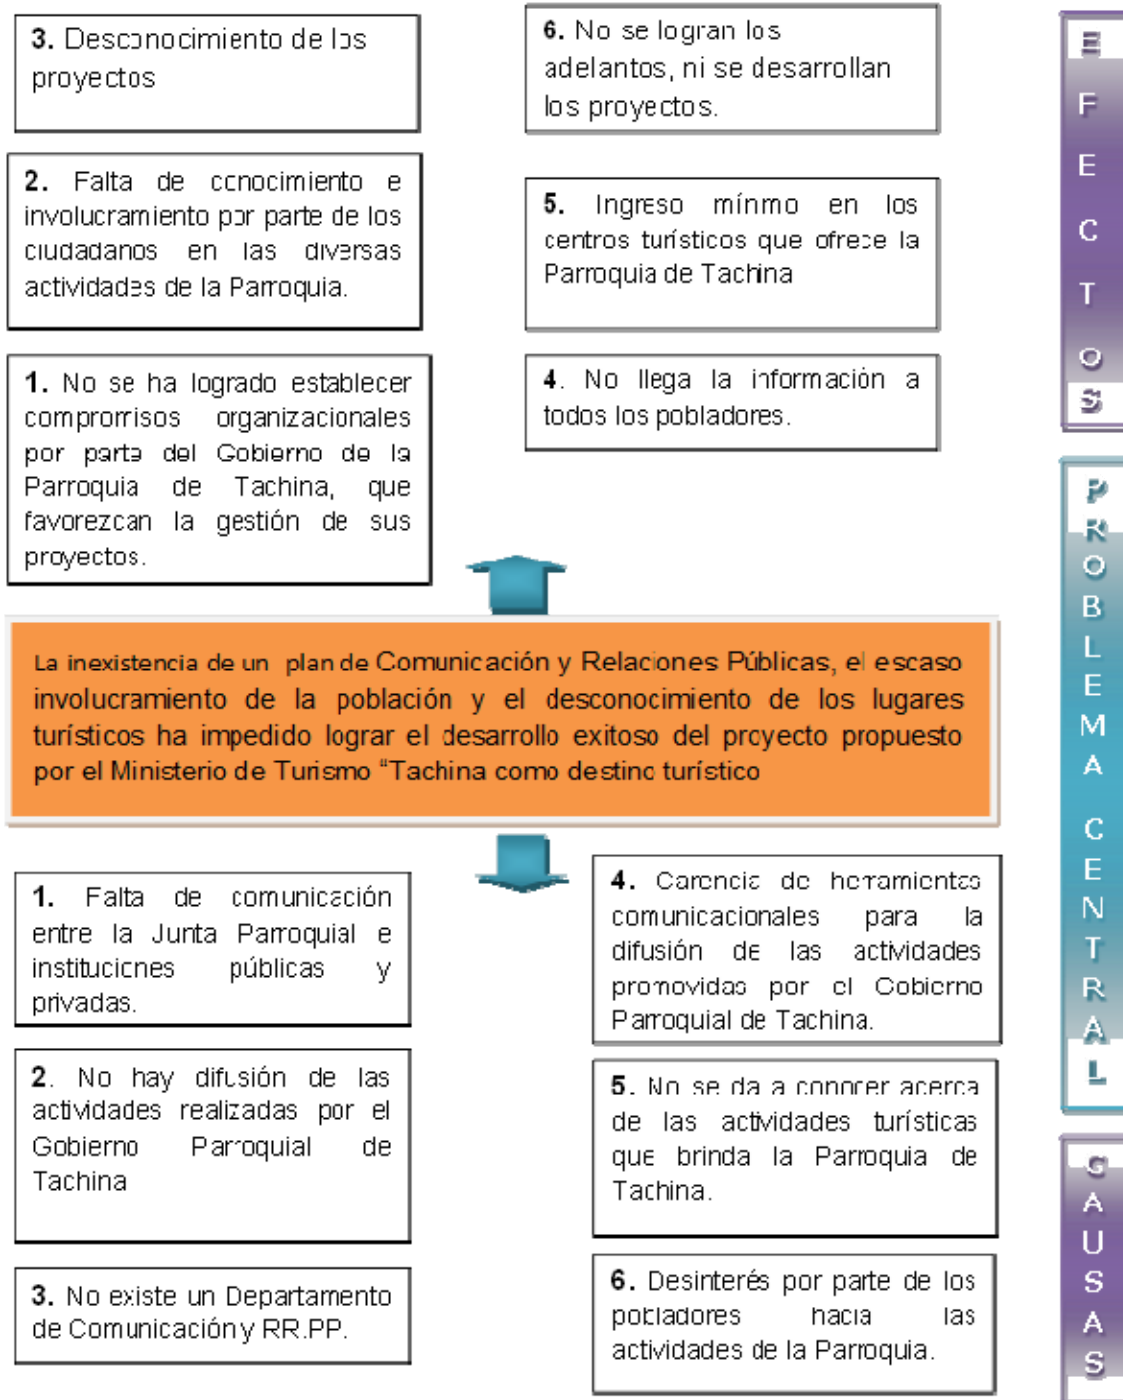 3. Desconocimiento de los
proyectos
6. No se logran los
adelantos, ni se desarrollan
los proyectos.
2. Falta de conocimiento e
involucramiento por parte de los
ciudadanos en las diversas
actividades de la Parroquia.
5. Ingreso mínmo en los
centros turísticos que ofrece la
Parroquia de Tachina
1. No se ha logrado establecer
compromisos organizacionales
por parte del Gobierno de la
Parroquia de Tachina, que
favorezcan la gestión de sus
proyectos.
4. No llega la información a
todos los pobladores.
EFECTOS
La inexistencia de un plan de Comunicación y Relaciones Públicas, el escaso
involucramiento de la población y el desconocimiento de los lugares
turísticos ha impedido lograr el desarrollo exitoso del proyecto propuesto
por el Ministerio de Turismo “Tachina como destino turístico
PROBLEMA CENTRAL
1. Falta de comunicación
entre la Junta Parroquial e
instituciones públicas y
privadas.
4. Carencia de herramientas
comunicacionales para la
difusión de las actividades
promovidas por el Gobierno
Parroquial de Tachina.
2. No hay difusión de las
actividades realizadas por el
Gobierno Parroquial de
Tachina
5. No se da a conocer acerca
de las actividades turísticas
que brinda la Parroquia de
Tachina.
3. No existe un Departamento
de Comunicación y RR.PP.
6. Desinterés por parte de los
pobladores hacia las
actividades de la Parroquia.
CAUSAS